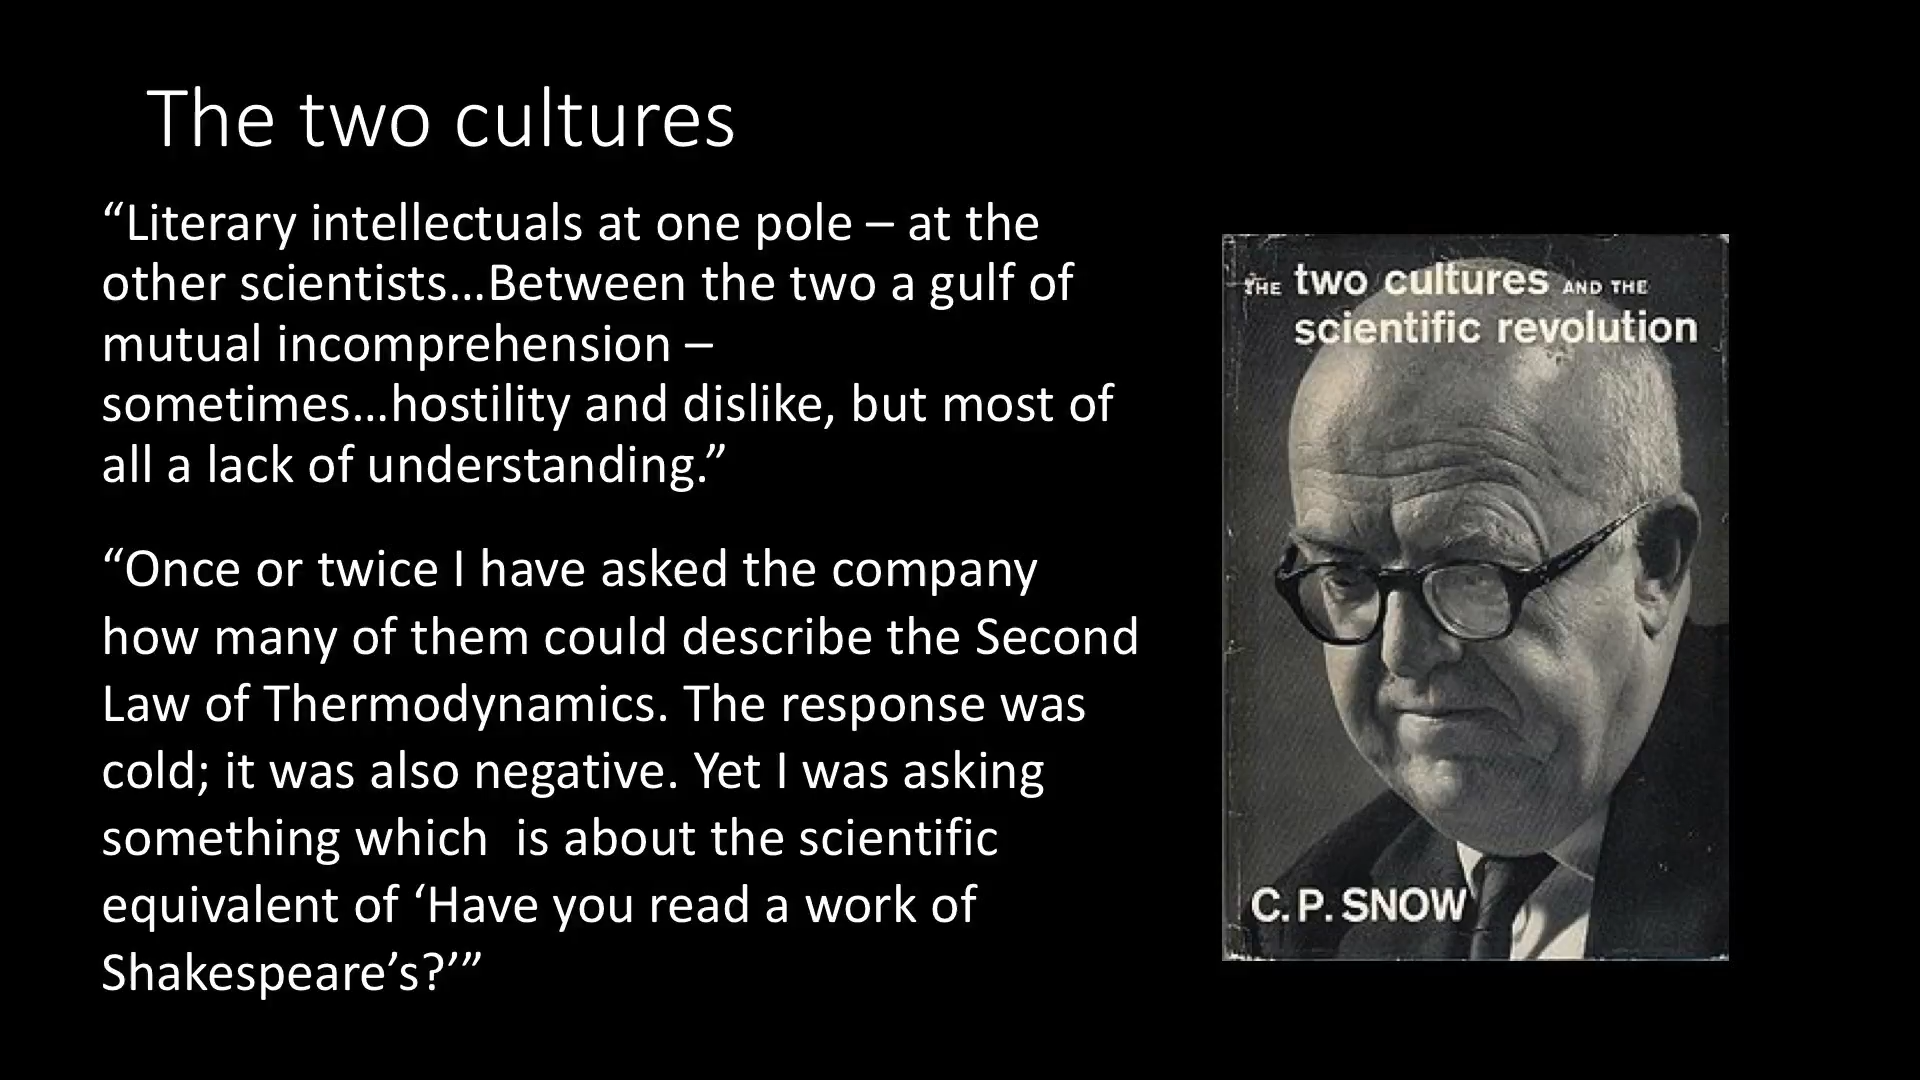 The two cultures
“Literary intellectuals at one pole – at the
other scientists…Between the two a gulf of
mutual incomprehension –
sometimes…hostility and dislike, but most of
all a lack of understanding.”
“Once or twice I have asked the company
how many of them could describe the Second
Law of Thermodynamics. The response was
cold; it was also negative. Yet I was asking
something which  is about the scientific
equivalent of ‘Have you read a work of
Shakespeare’s?’”
THE two cultures AND THE
scientific revolution
C. P. SNOW